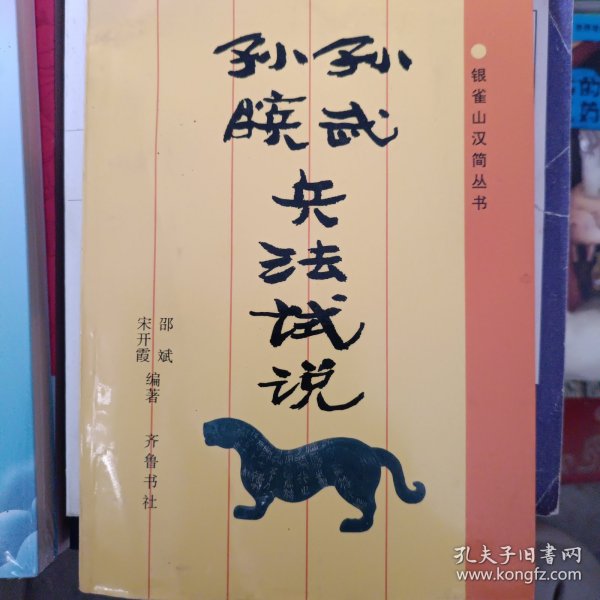 孙武
孙膑
兵法试说
●银雀山汉简丛书
邵斌
宋开霞
编著
齐鲁书社
的
孔夫子旧书网
www.kongfz.com